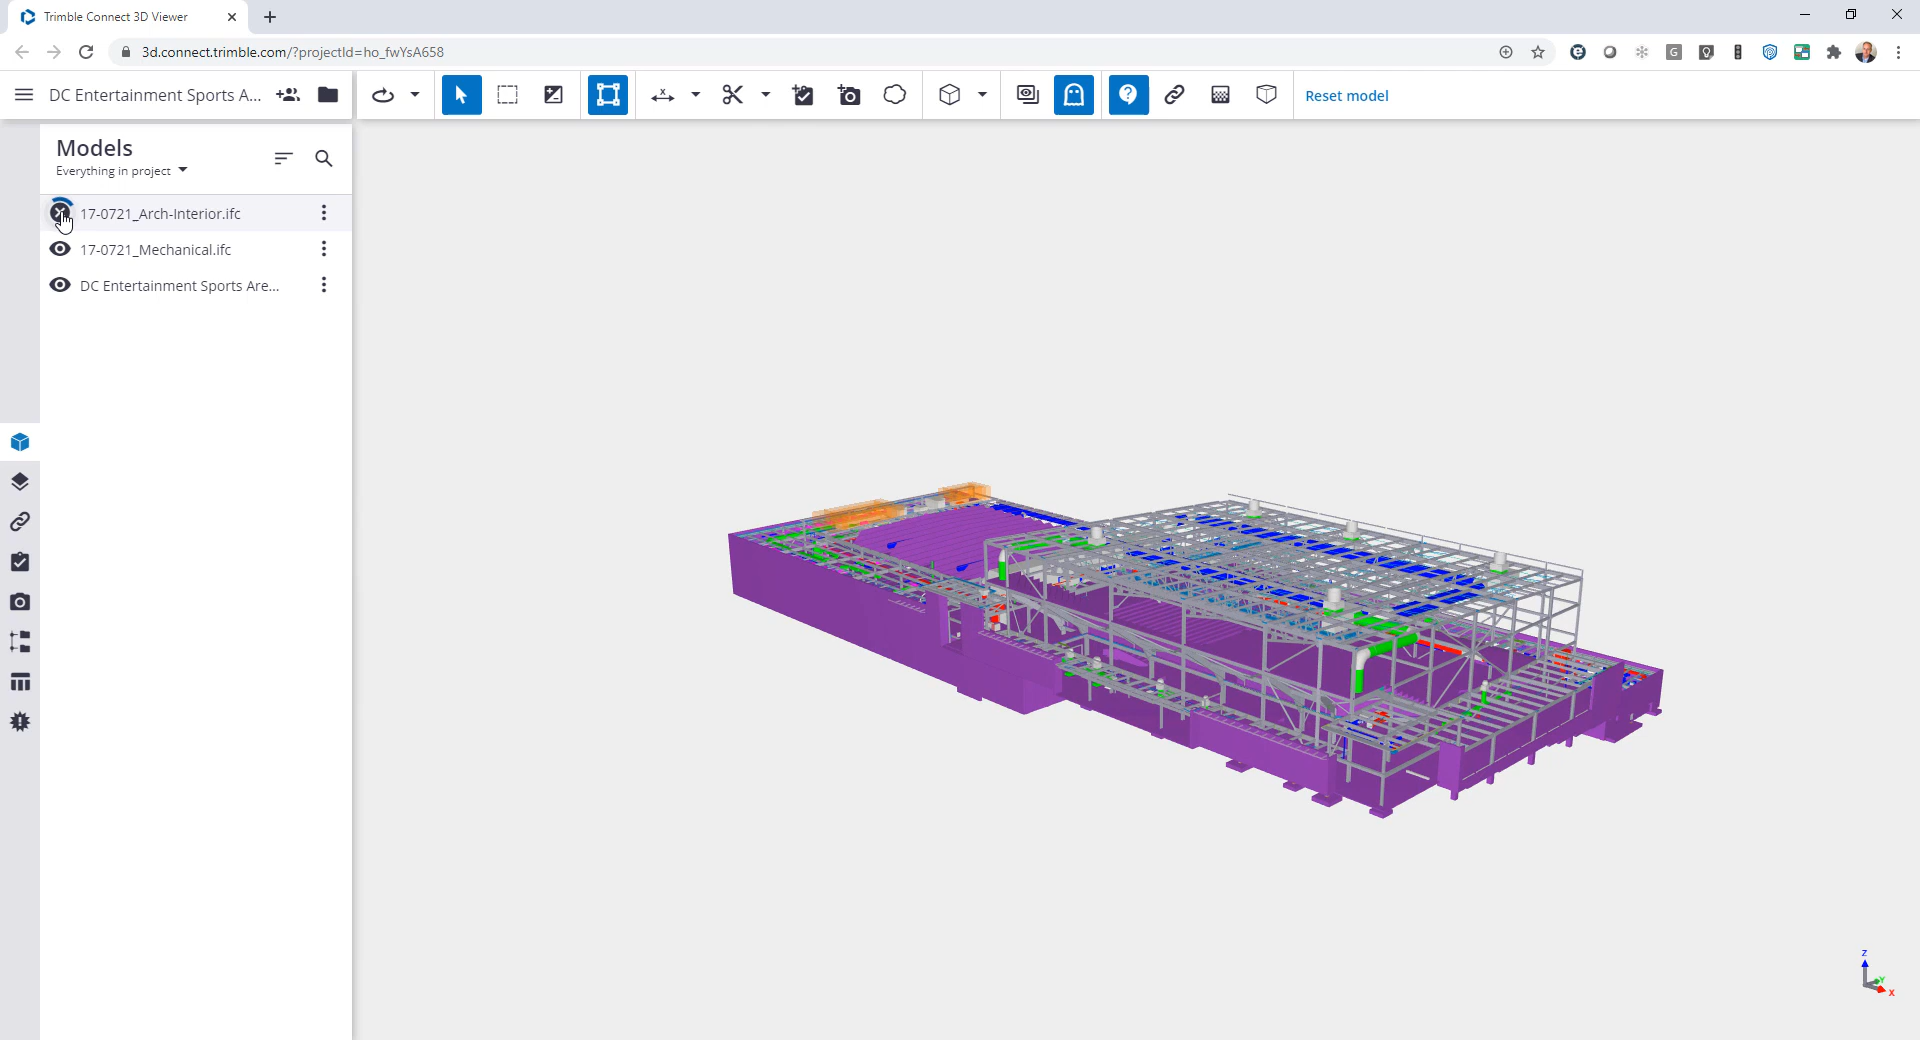 Trimble Connect 3D Viewer
3d.connect.trimble.com/?projectId=ho_fwYsA658
DC Entertainment Sports A...
Reset model
Models
Everything in project
17-0721_Arch-Interior.ifc
17-0721_Mechanical.ifc
DC Entertainment Sports Are...
G
x
z
Y
X